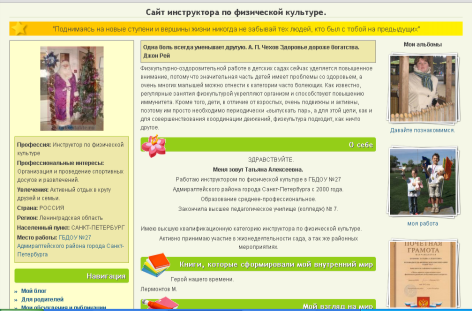 Сайт инструктора по физической культуре.
"Поднимаясь на новые ступени и вершины жизни никогда не забывай тех людей, кто был с тобой на предыдущих"
Профессия: Инструктор по физической
культуре
Профессиональные интересы:
Организация и проведение спортивных
досугов и развлечений.
Увлечения: Активный отдых в кругу
друзей и семьи.
Страна: РОССИЯ
Регион: Ленинградская область
Населенный пункт: САНКТ-ПЕТЕРБУРГ
Место работы: ГБДОУ №27
Адмиралтейского района города Санкт-
Петербурга
Навигация
Мой блог
Для родителей
Мои обсуждения и публикации
Одна боль всегда уменьшает другую. А. П. Чехов Здоровье дороже богатства.
Джон Рей
Физкультурно-оздоровительной работе в детских садах сейчас уделяется повышенное
внимание, потому что значительная часть детей имеет проблемы со здоровьем, а
очень многие малышей можно отнести к категории часто болеющих. Как известно,
регулярные занятия физкультурой укрепляют организм и способствуют повышению
иммунитета. Кроме того, дети, в отличие от взрослых, очень подвижны и активны,
поэтому им просто необходимо периодически «выпускать пар», а для этой цели, как и
для совершенствования координации движений, физкультура подходит, как ничто
другое.
О себе
ЗДРАВСТВУЙТЕ.
Меня зовут Татьяна Алексеевна.
Работаю инструктором по физической культуре в ГБДОУ №27
Адмиралтейского района города Санкт-Петербург с 2000 года.
Образование средне-профессиональное.
Закончила высшее педагогическое училище (колледж) № 7.
Имею высшую квалификационную категорию инструктора по физической культуре.
Активно принимаю участие в жизнедеятельности сада, а так же районных
мероприятиях.
Книги, которые сформировали мой внутренний мир
Герой нашего времени.
Лермонтов М.
Мой взгляд на мир
Мои альбомы
Давайте познакомимся.
моя работа
ПОЧЕТНАЯ
ГРАМОТА